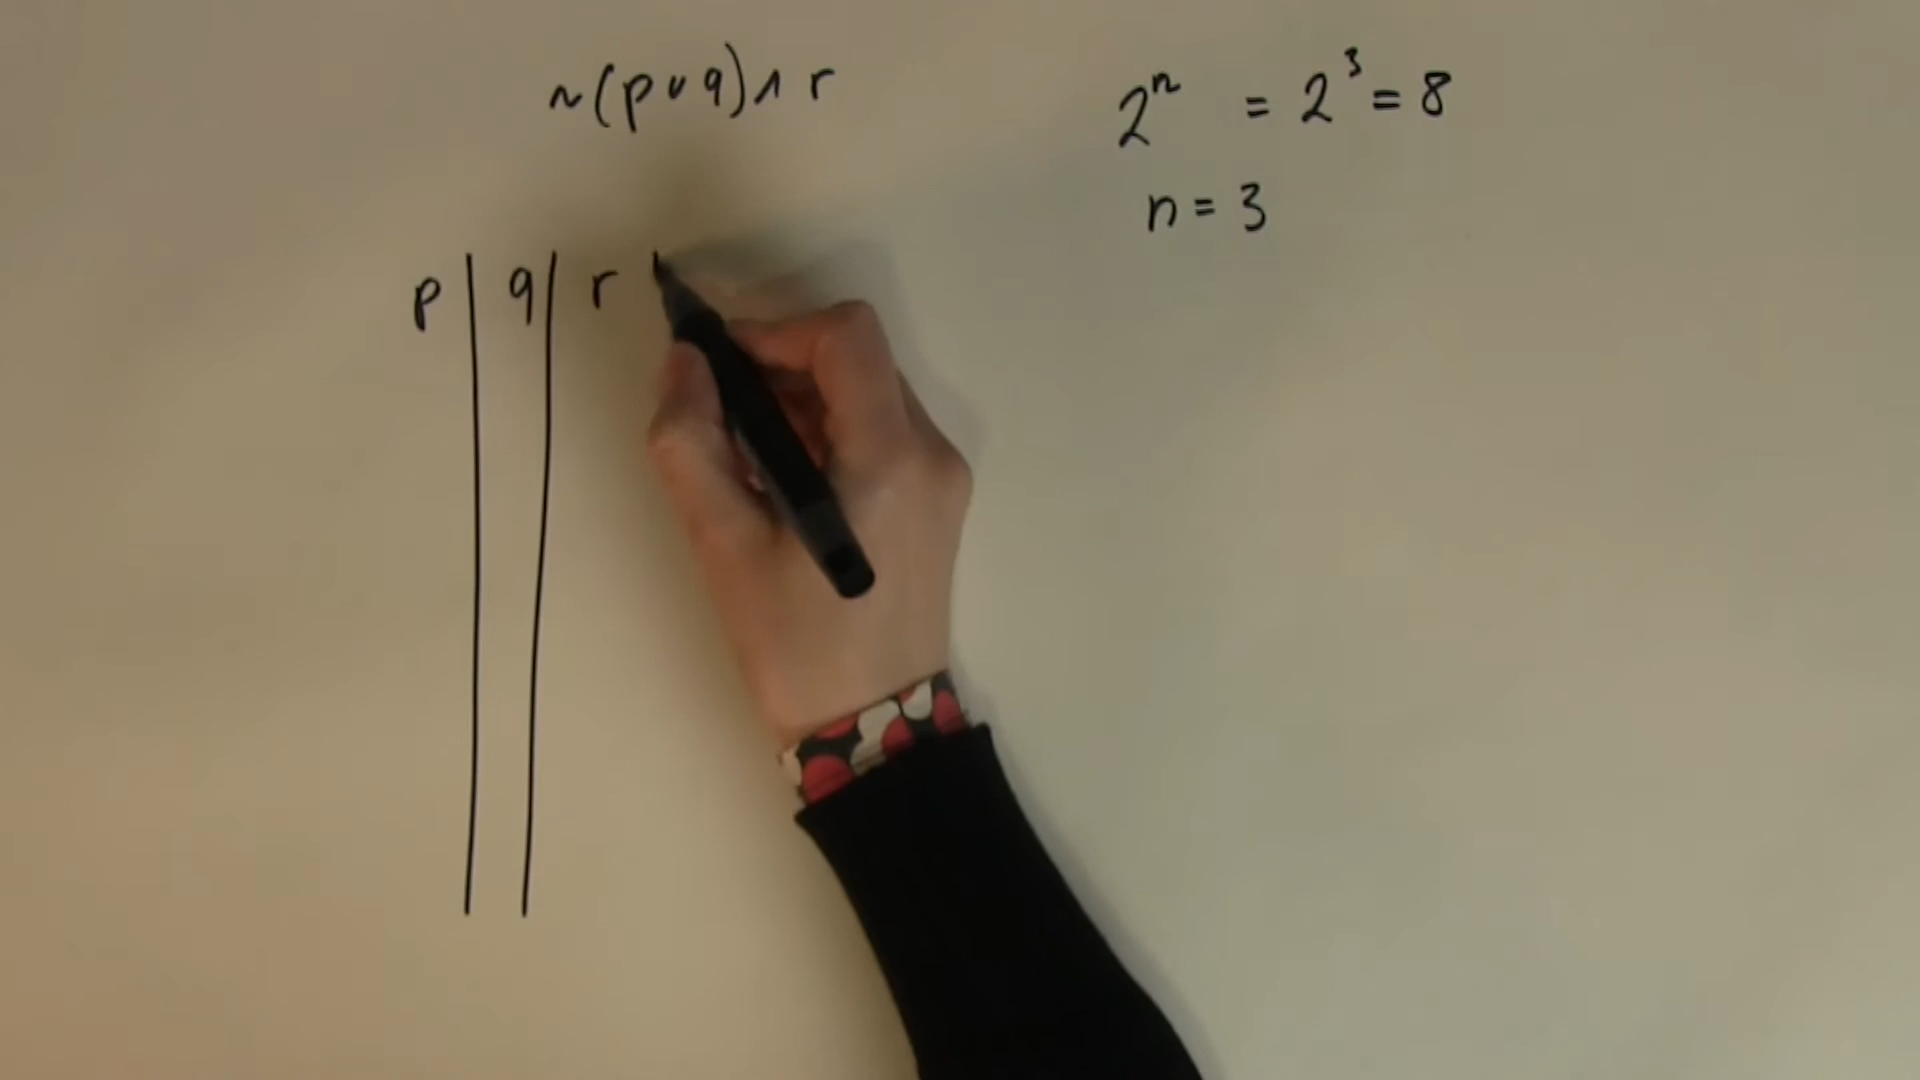 ~(p∨q)∧ r
2ⁿ = 2³ = 8
n = 3
p q r